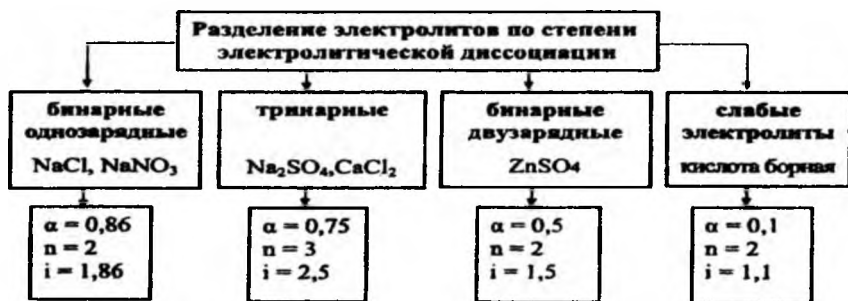 Разделение электролитов по степени
электролитической диссоциации
бинарные
однозарядные
NaCl, NaNO₃
тринарные
Na₂SO₄,CaCl₂
бинарные
двузарядные
ZnSO4
слабые
электролиты
кислота борная
α = 0,86
n = 2
i = 1,86
α = 0,75
n = 3
i = 2,5
α = 0,5
n = 2
i = 1,5
α = 0,1
n = 2
i = 1,1